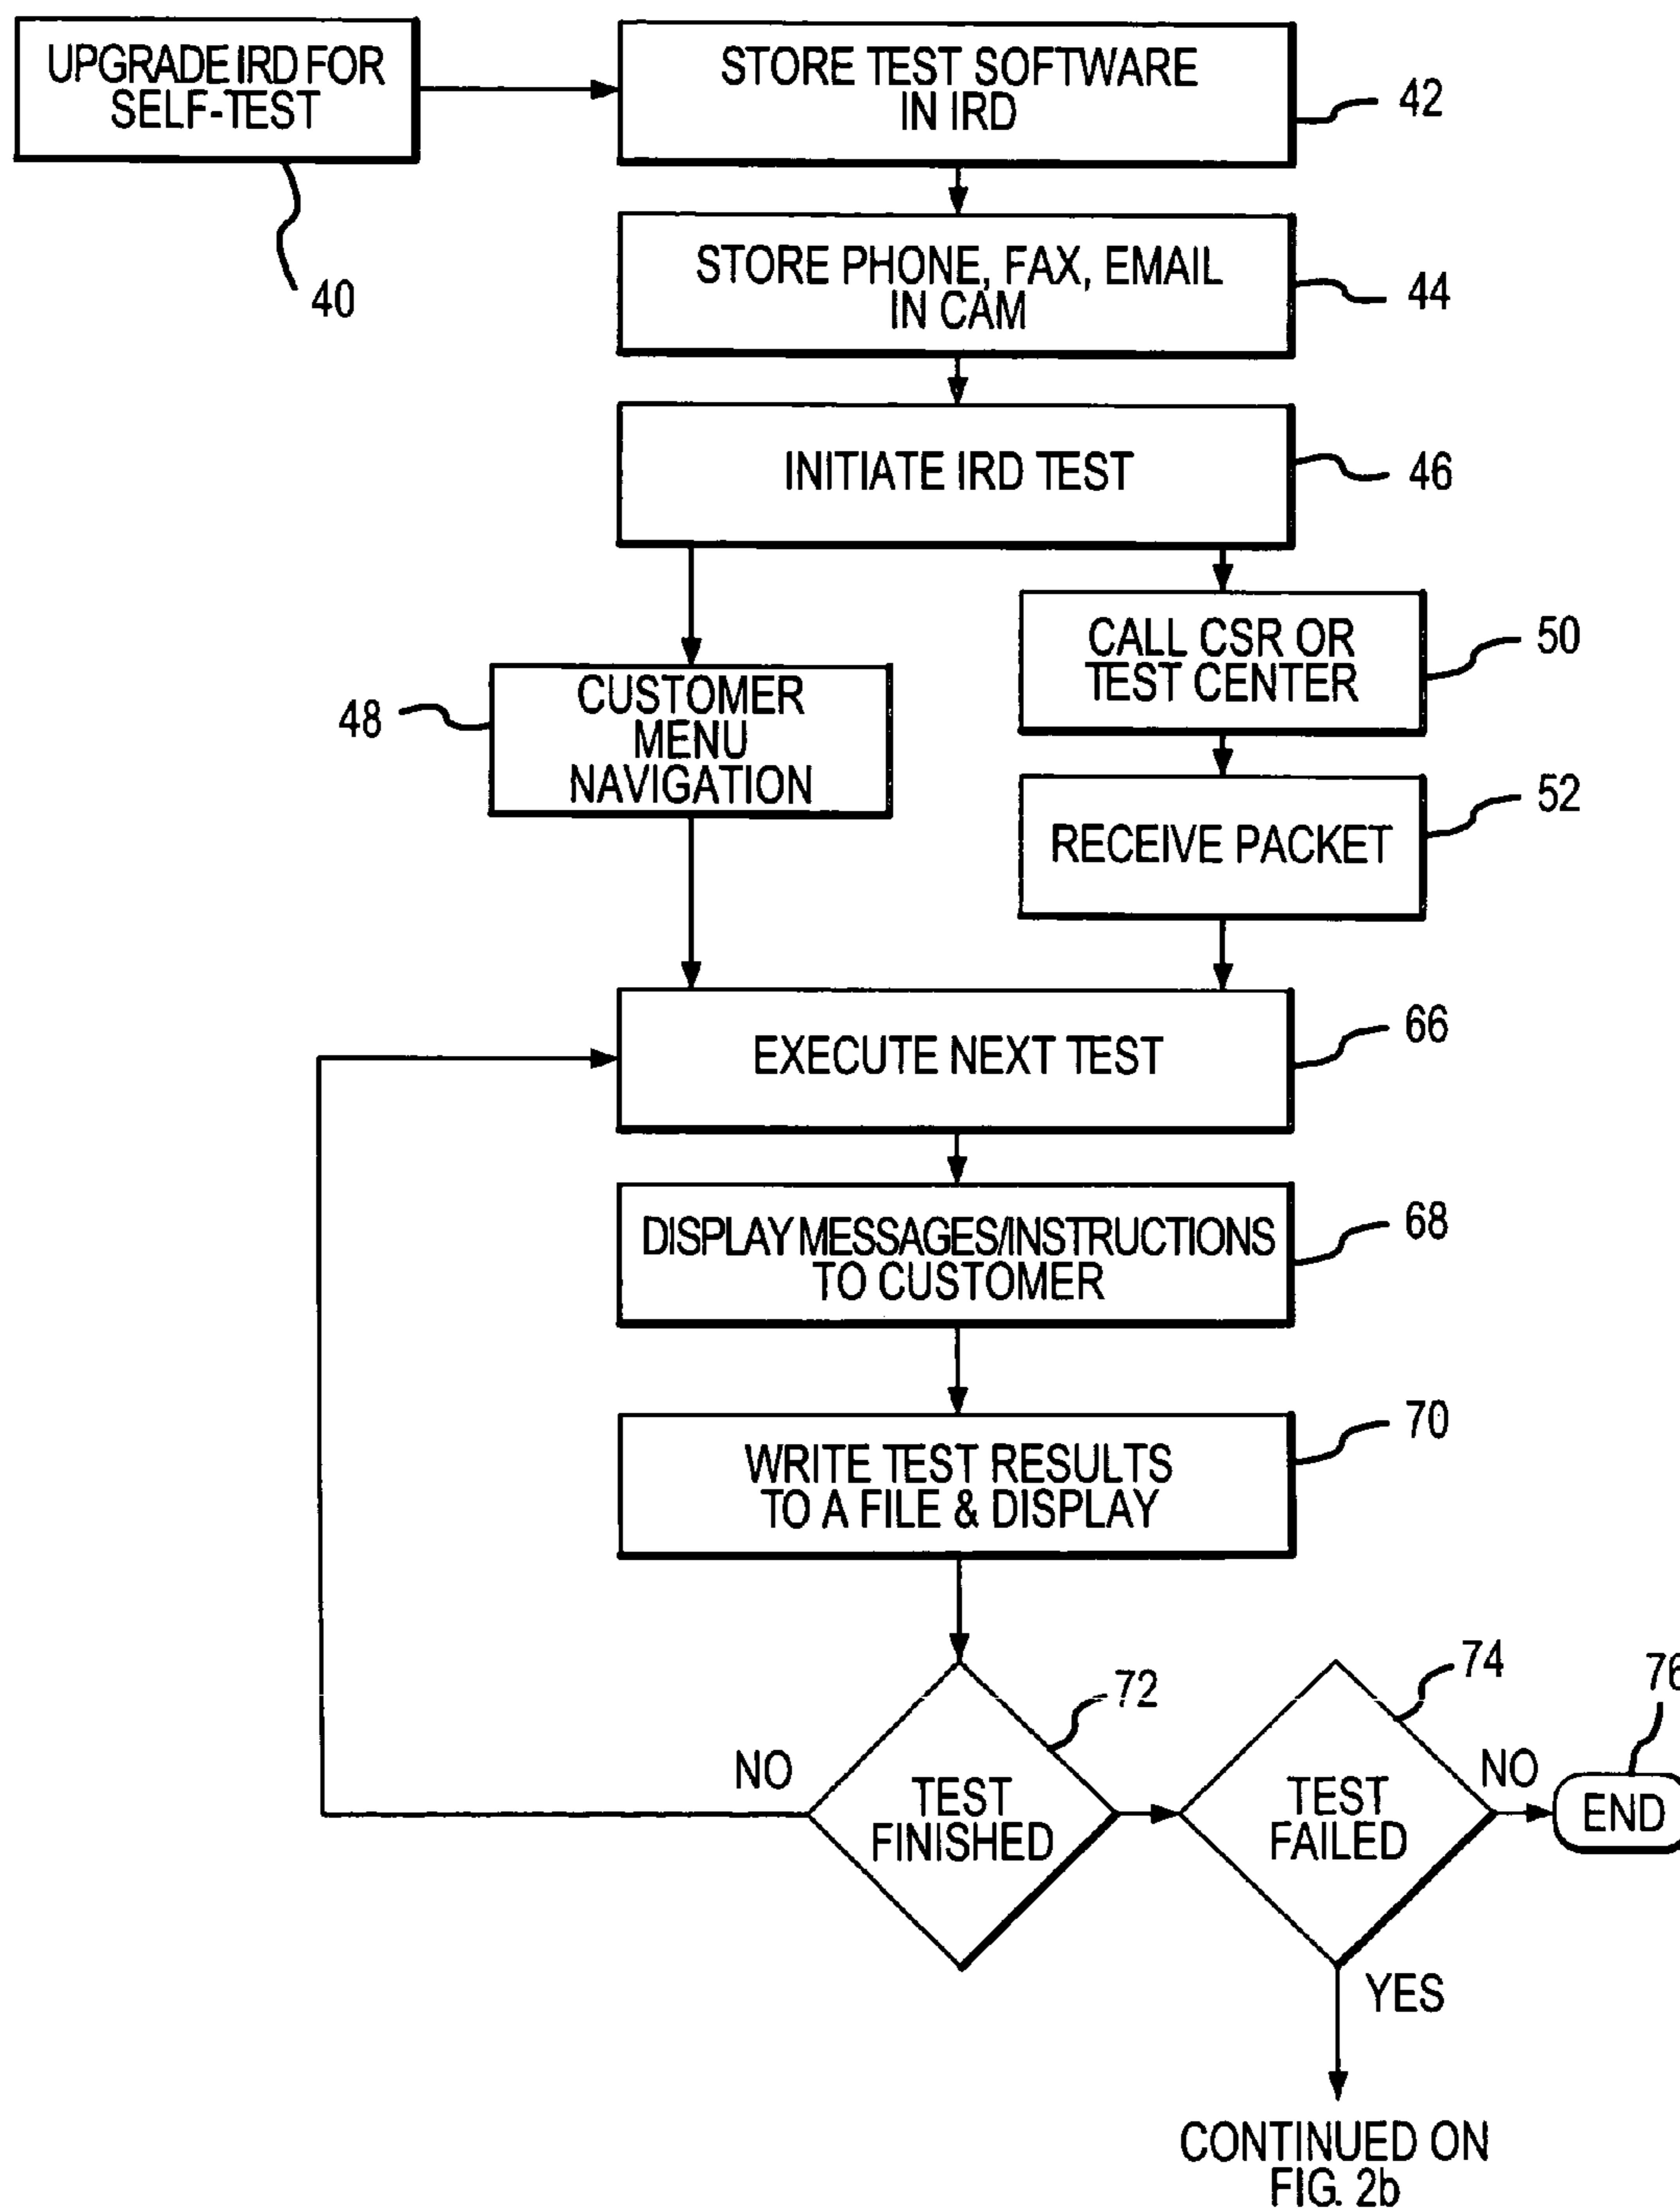 UPGRADE IRD FOR
SELF-TEST
40
STORE TEST SOFTWARE
IN IRD
42
STORE PHONE, FAX, EMAIL
IN CAM
44
INITIATE IRD TEST
46
CUSTOMER
MENU
NAVIGATION
48
CALL CSR OR
TEST CENTER
50
RECEIVE PACKET
52
EXECUTE NEXT TEST
66
DISPLAY MESSAGES/INSTRUCTIONS
TO CUSTOMER
68
WRITE TEST RESULTS
TO A FILE & DISPLAY
70
TEST
FINISHED
72
NO
TEST
FAILED
74
NO
END
76
YES
CONTINUED ON
FIG. 2b